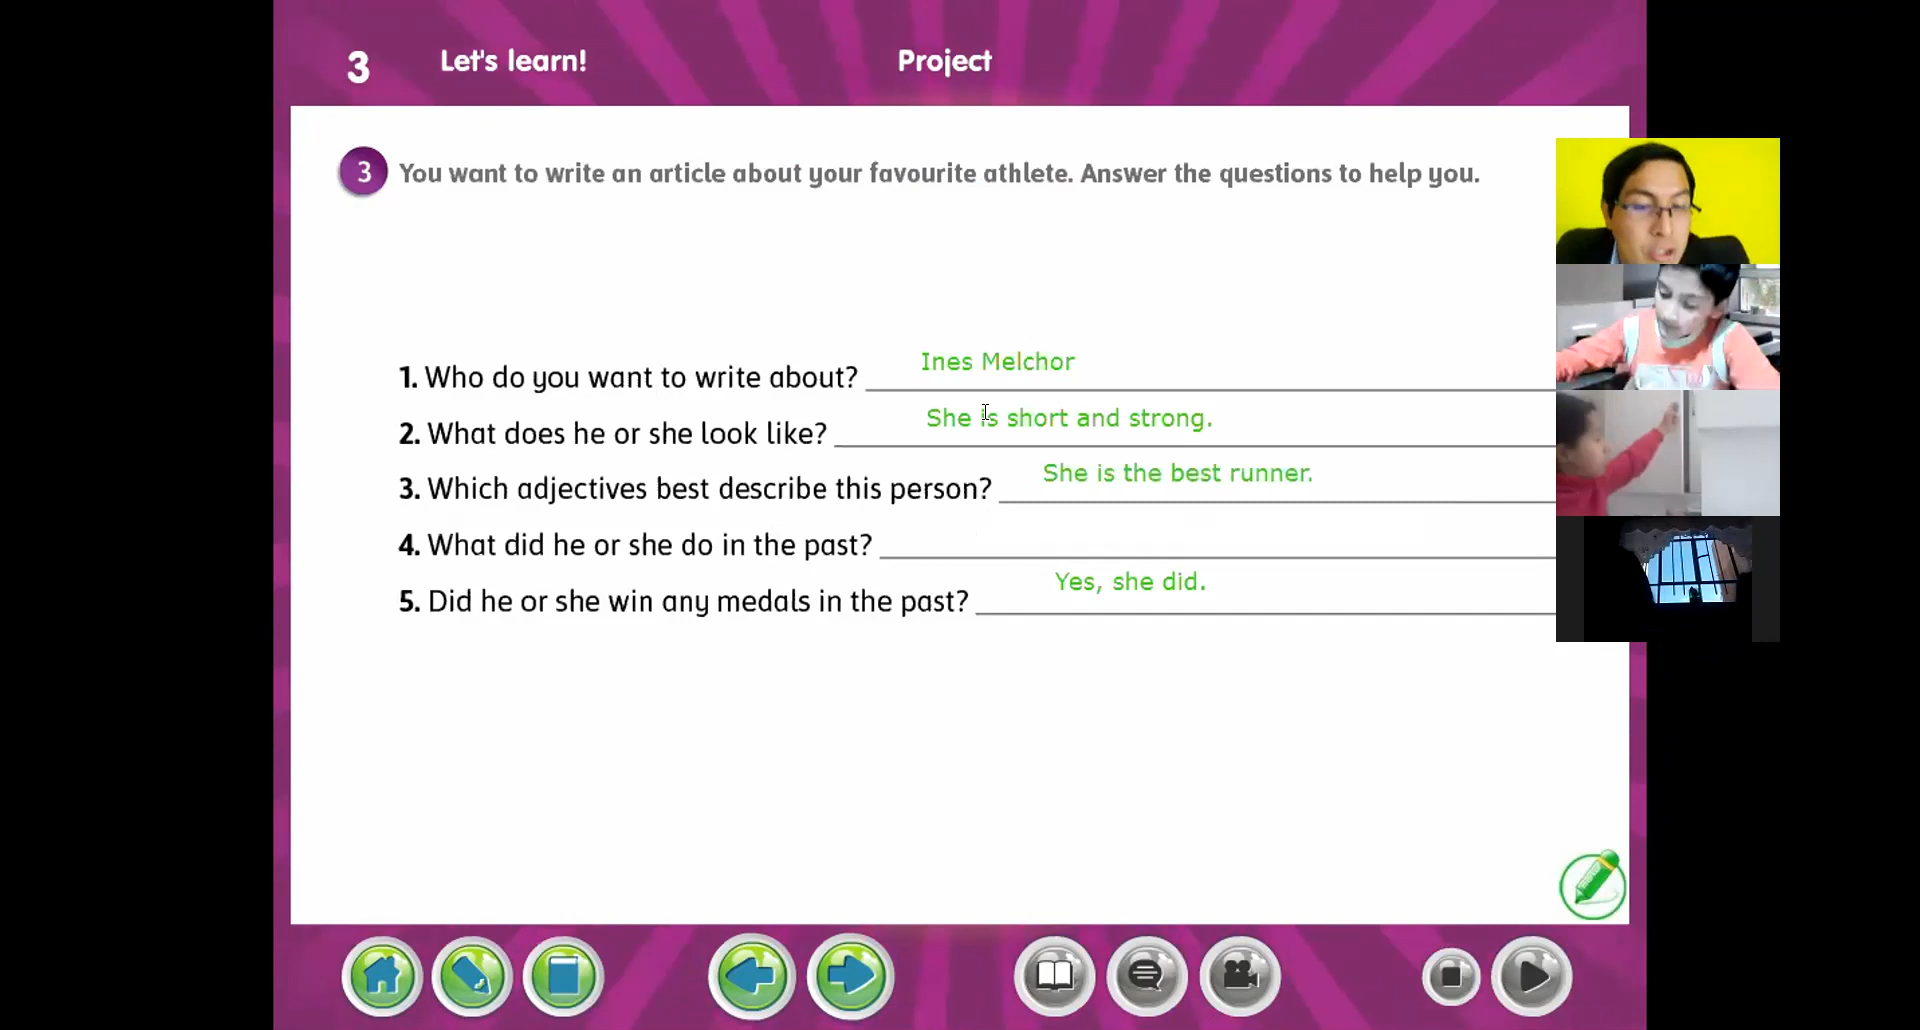 3 Let's learn! Project
3 You want to write an article about your favourite athlete. Answer the questions to help you.
1. Who do you want to write about? Ines Melchor
2. What does he or she look like? She is short and strong.
3. Which adjectives best describe this person? She is the best runner.
4. What did he or she do in the past?
5. Did he or she win any medals in the past? Yes, she did.